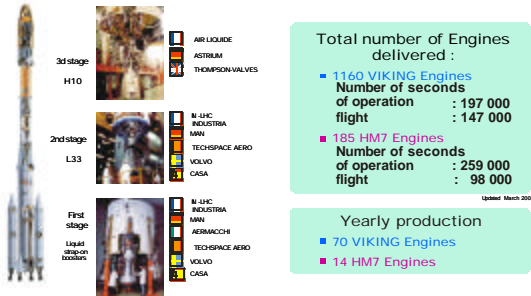 3d stage
H10
AIR LIQUIDE
ASTRIUM
THOMPSON-VALVES
2nd stage
L33
IN -LHC
INDUSTRIA
MAN
TECHSPACE AERO
VOLVO
CASA
First
stage
Liquid
strap-on
boosters
IN -LHC
INDUSTRIA
MAN
AERMACCHI
TECHSPACE AERO
VOLVO
CASA
Total number of Engines
delivered :
1160 VIKING Engines
Number of seconds
of operation : 197 000
flight : 147 000
185 HM7 Engines
Number of seconds
of operation : 259 000
flight : 98 000
Updated March 200
Yearly production
70 VIKING Engines
14 HM7 Engines